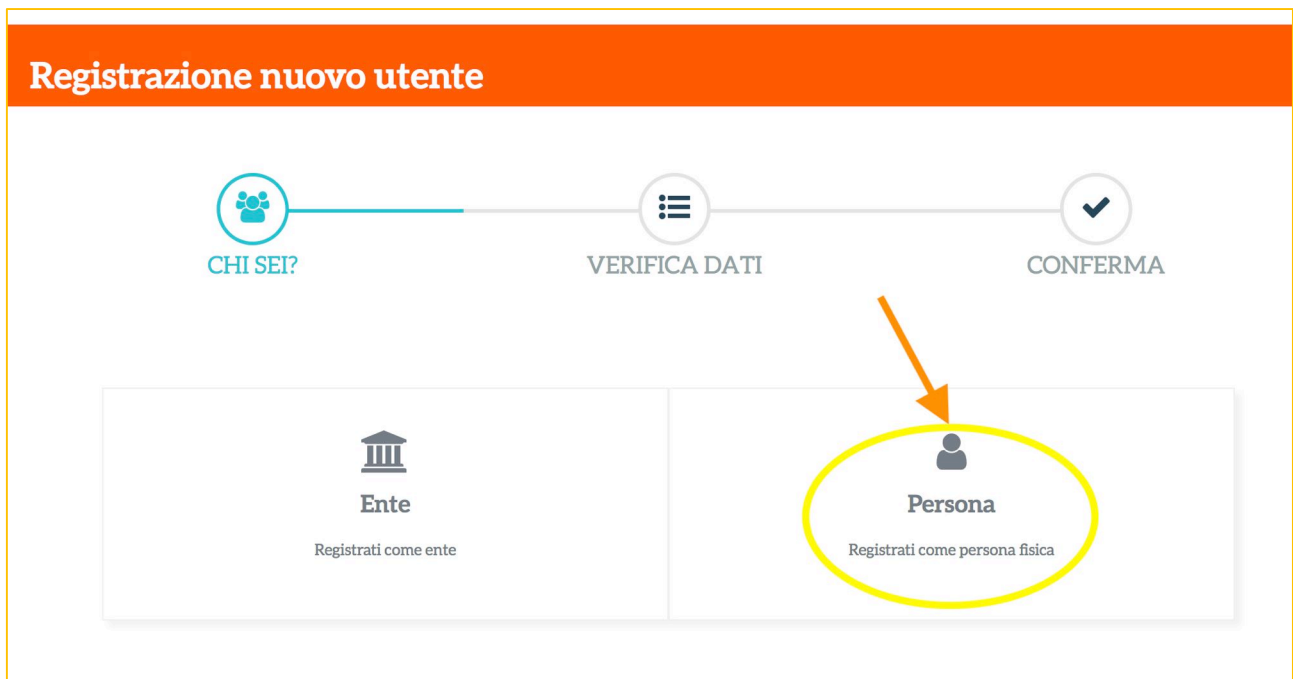 Registrazione nuovo utente
CHI SEI?
VERIFICA DATI
CONFERMA
Ente
Registrati come ente
Persona
Registrati come persona fisica